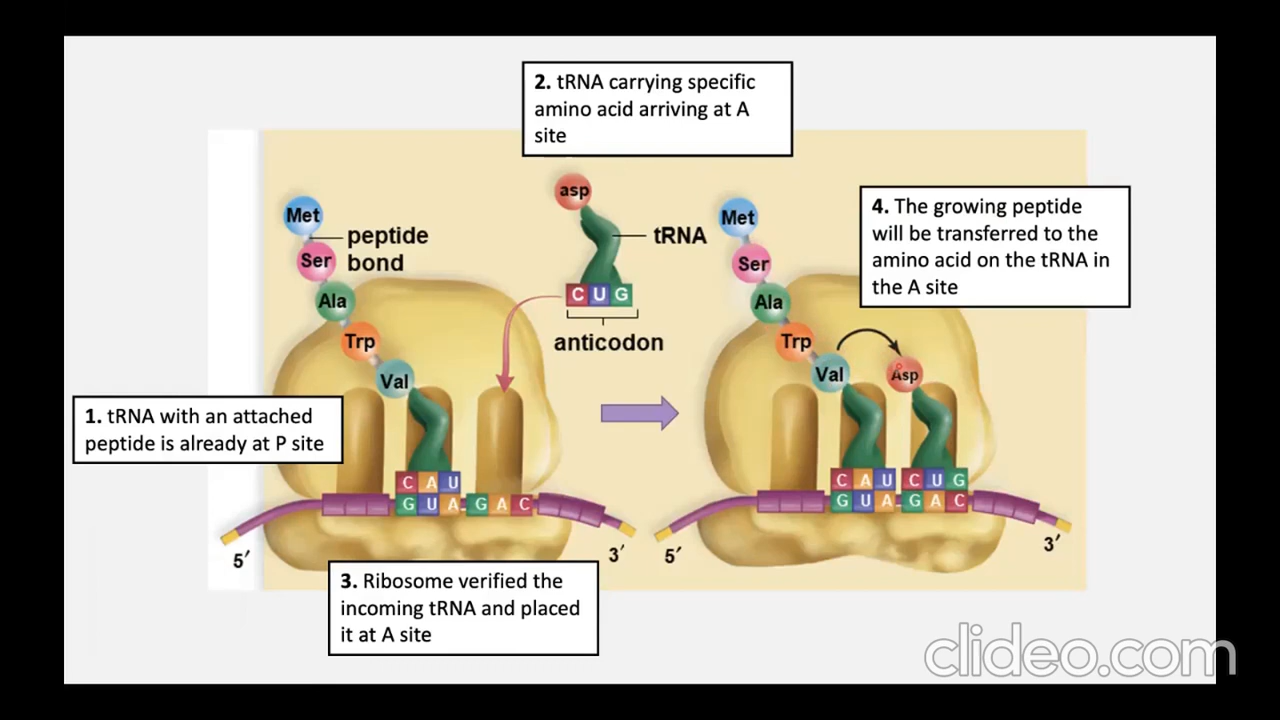 2. tRNA carrying specific
amino acid arriving at A
site
asp
tRNA
C U G
anticodon
Met
peptide
bond
Ser
Ala
Trp
Val
1. tRNA with an attached
peptide is already at P site
C A U
G U A G A C
5′
3′
3. Ribosome verified the
incoming tRNA and placed
it at A site
4. The growing peptide
will be transferred to the
amino acid on the tRNA in
the A site
Met
Ser
Ala
Trp
Val
Asp
C A U C U G
G U A G A C
5′
3′
clideo.com